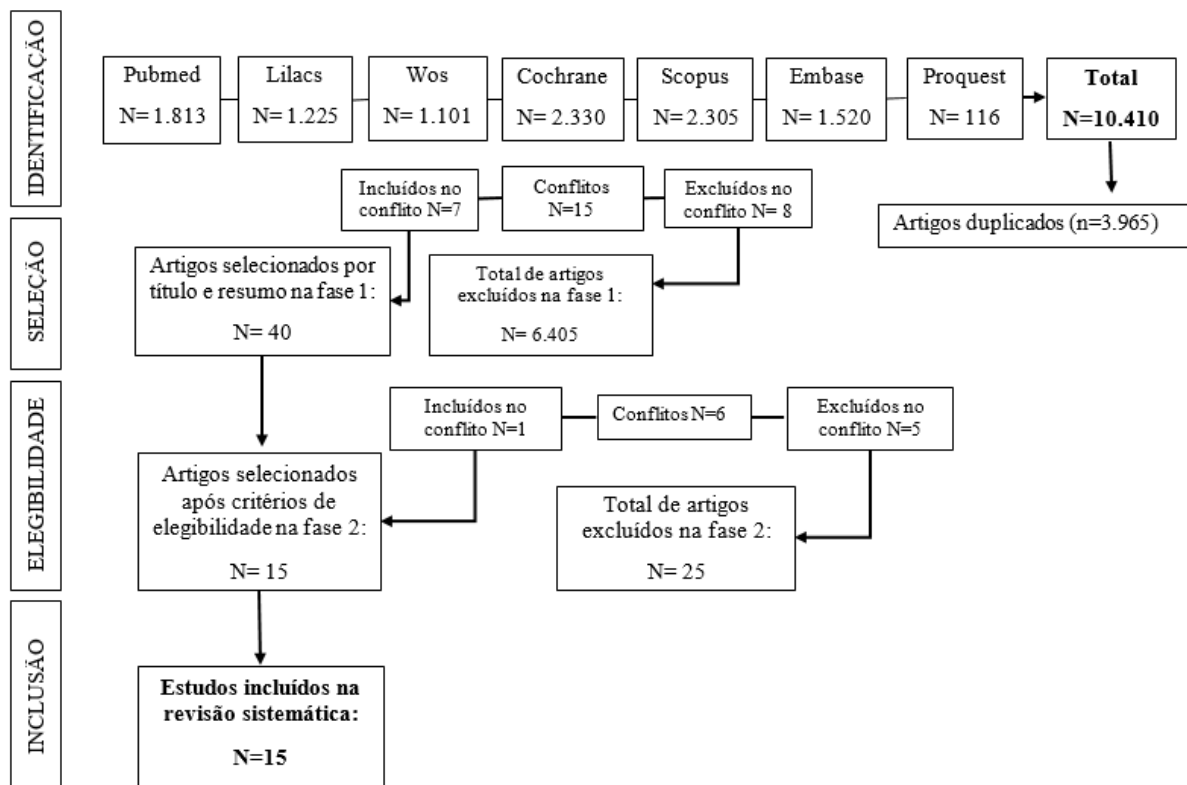 IDENTIFICAÇÃO
Pubmed
N= 1.813
Lilacs
N= 1.225
Wos
N= 1.101
Cochrane
N= 2.330
Scopus
N= 2.305
Embase
N= 1.520
Proquest
N= 116
Total
N=10.410
Artigos duplicados (n=3.965)
Incluídos no
conflito N=7
Conflitos
N=15
Excluídos no
conflito N= 8
SELEÇÃO
Artigos selecionados por
título e resumo na fase 1:
N= 40
Total de artigos
excluídos na fase 1:
N= 6.405
ELEGIBILIDADE
Incluídos no
conflito N=1
Conflitos N=6
Excluídos no
conflito N=5
Artigos selecionados
após critérios de
elegibilidade na fase 2:
N= 15
Total de artigos
excluídos na fase 2:
N= 25
INCLUSÃO
Estudos incluídos na
revisão sistemática:
N=15